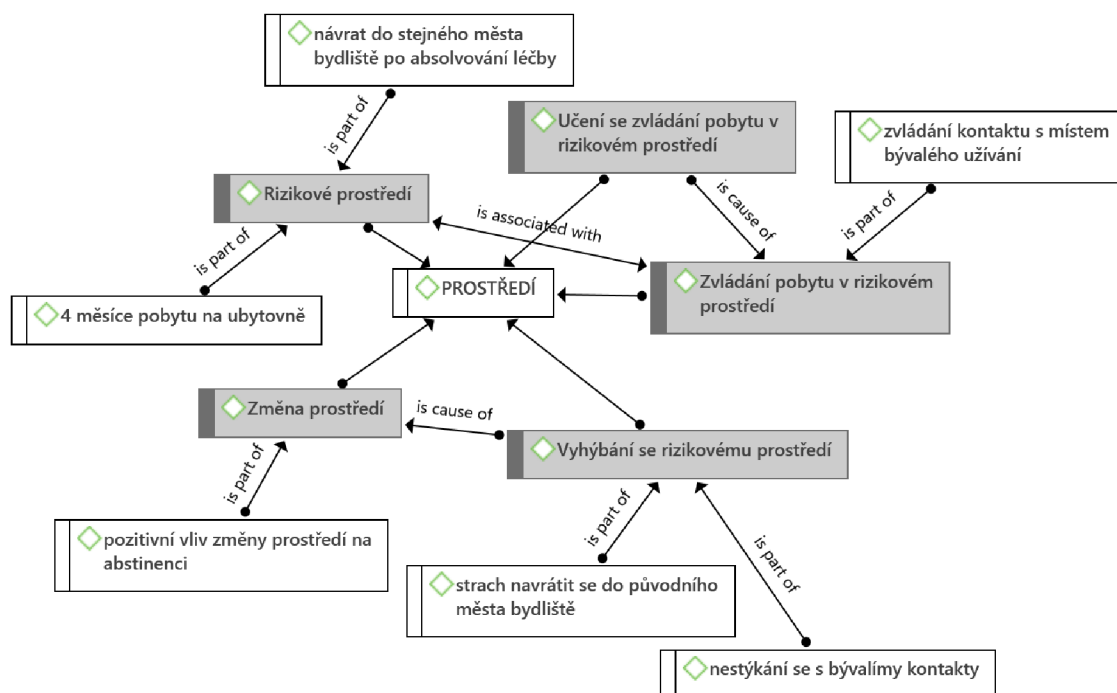 návrat do stejného města
bydliště po absolvování léčby
is part of
Učení se zvládání pobytu v
rizikovém prostředí
zvládání kontaktu s místem
bývalého užívání
Rizikové prostředí
is associated with
is cause of
is part of
is part of
PROSTŘEDÍ
Zvládání pobytu v rizikovém
prostředí
4 měsíce pobytu na ubytovně
Změna prostředí
is cause of
Vyhýbání se rizikovému prostředí
is part of
pozitivní vliv změny prostředí na
abstinenci
is part of
is part of
strach navrátit se do původního
města bydliště
nestýkání se s bývalímy kontakty